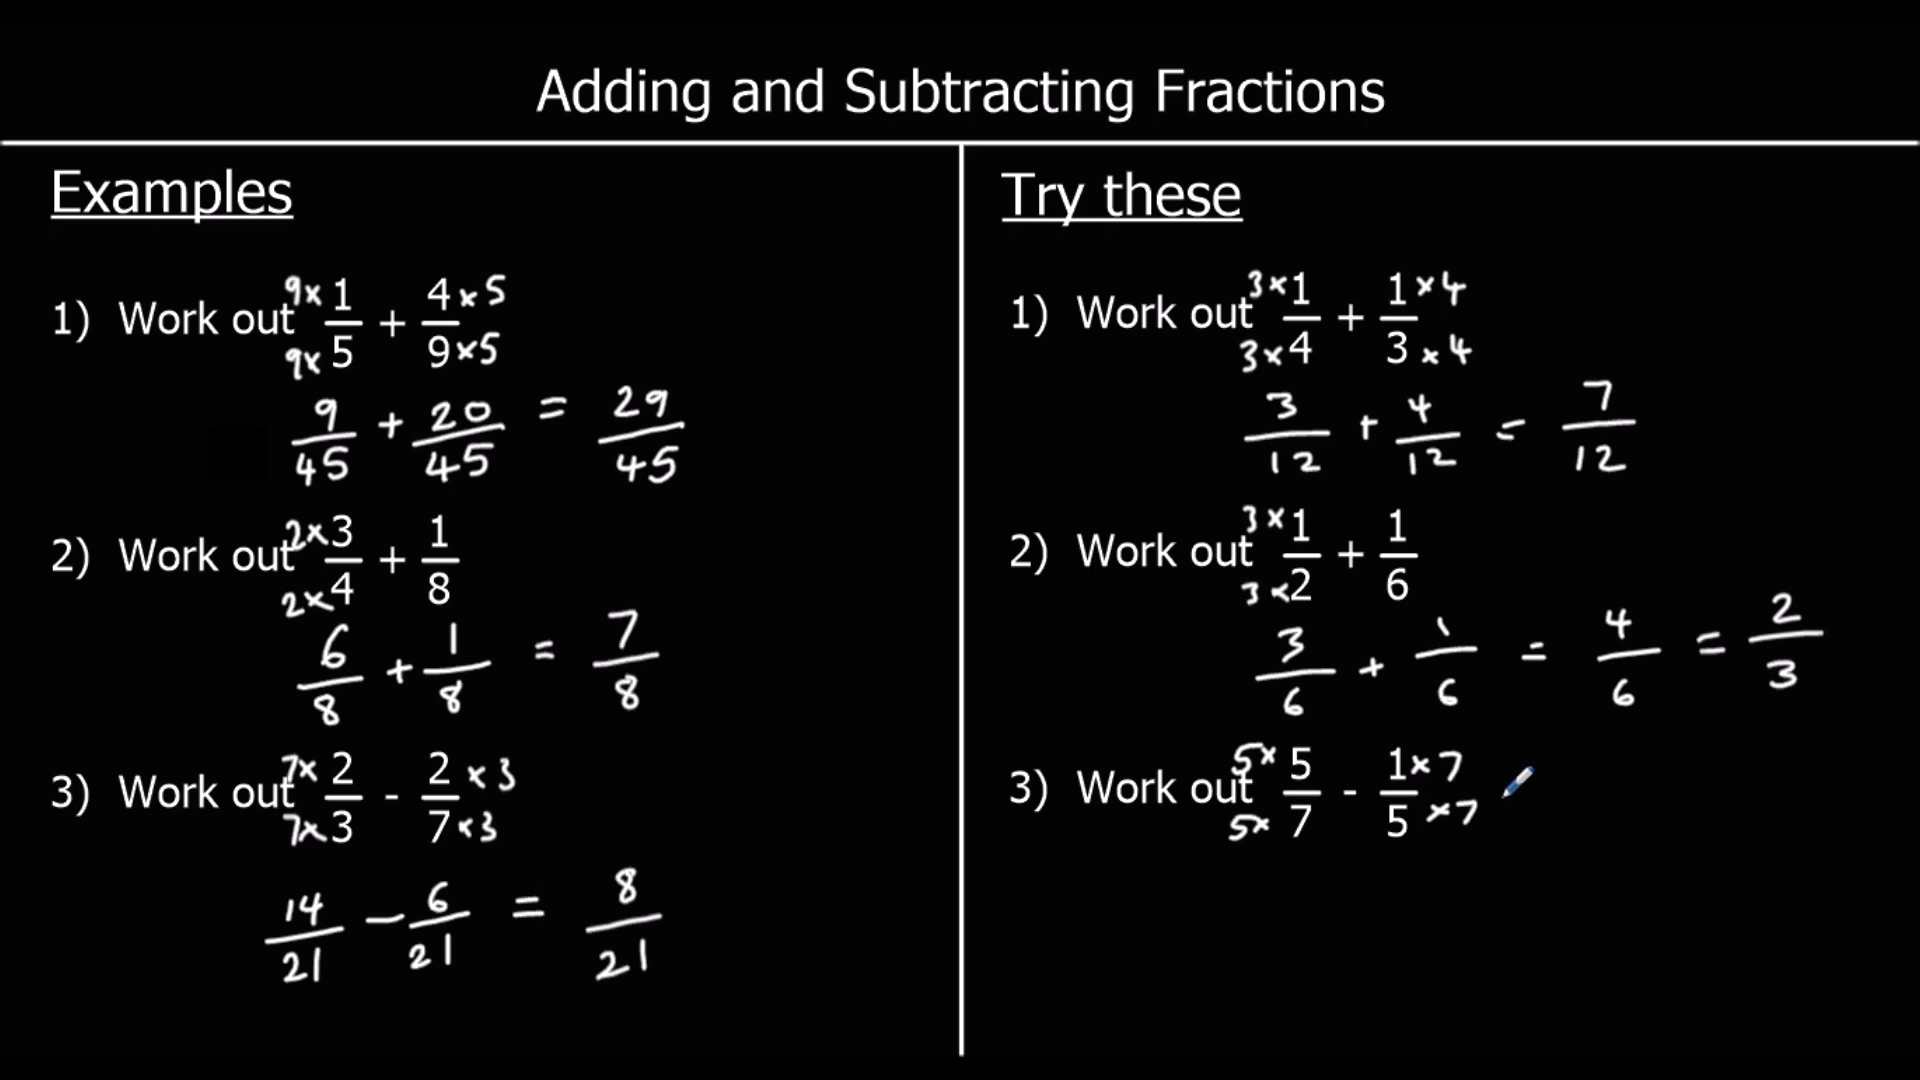 Adding and Subtracting Fractions
Examples
1) Work out 9× 1/5 9× + 4 ×5/9 ×5
9/45 + 20/45 = 29/45
2) Work out 2× 3/2× 4 + 1/8
6/8 + 1/8 = 7/8
3) Work out 7× 2/7× 3 - 2 ×3/7 ×3
14/21 − 6/21 = 8/21
Try these
1) Work out 3× 1/3× 4 + 1 ×4/3 ×4
3/12 + 4/12 = 7/12
2) Work out 3× 1/3× 2 + 1/6
3/6 + 1/6 = 4/6 = 2/3
3) Work out 5× 5/5× 7 - 1 ×7/5 ×7